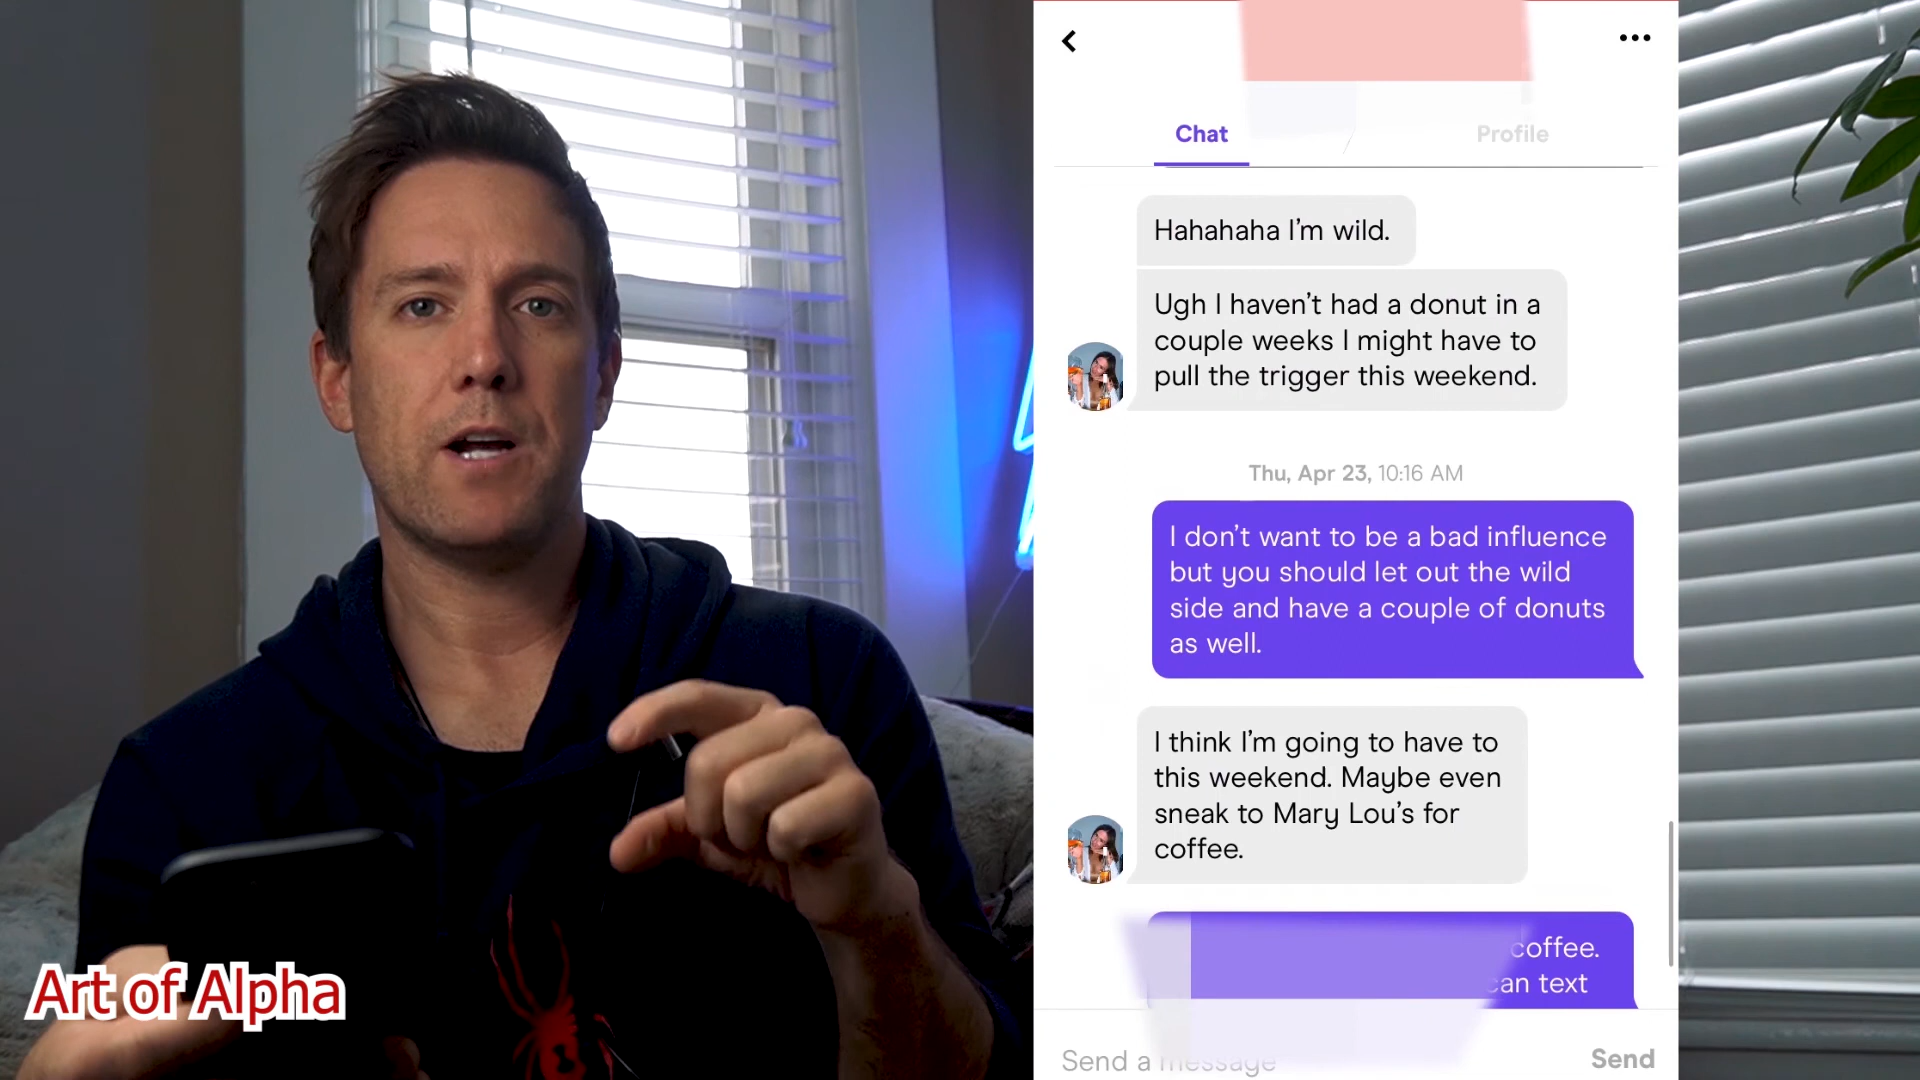 Chat
Profile
Hahahaha I'm wild.
Ugh I haven't had a donut in a
couple weeks I might have to
pull the trigger this weekend.
Thu, Apr 23, 10:16 AM
I don't want to be a bad influence
but you should let out the wild
side and have a couple of donuts
as well.
I think I'm going to have to
this weekend. Maybe even
sneak to Mary Lou's for
coffee.
coffee.
can text
Send a message
Send
Art of Alpha